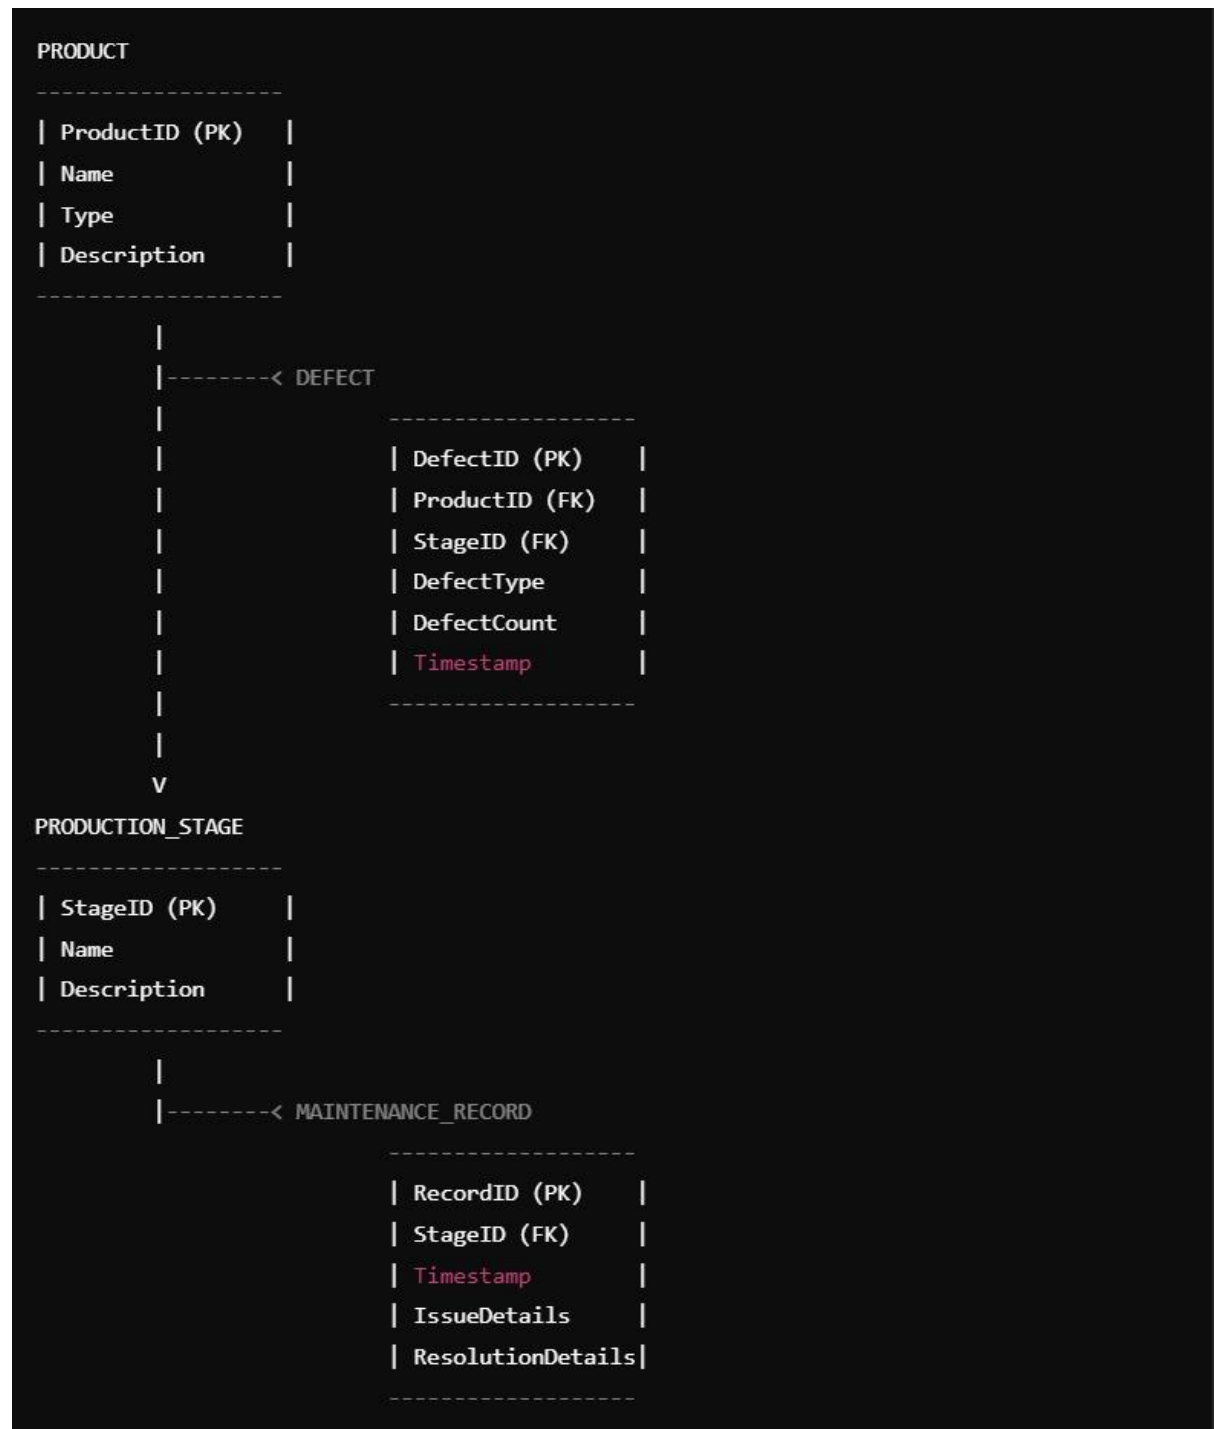 PRODUCT
-------------------
| ProductID (PK)   |
| Name             |
| Type             |
| Description      |
-------------------
         |
         |--------< DEFECT
         |                 -------------------
         |                 | DefectID (PK)    |
         |                 | ProductID (FK)   |
         |                 | StageID (FK)     |
         |                 | DefectType       |
         |                 | DefectCount      |
         |                 | Timestamp        |
         |                 -------------------
         |
         V
PRODUCTION_STAGE
-------------------
| StageID (PK)     |
| Name             |
| Description      |
-------------------
         |
         |--------< MAINTENANCE_RECORD
                           -------------------
                           | RecordID (PK)    |
                           | StageID (FK)     |
                           | Timestamp        |
                           | IssueDetails     |
                           | ResolutionDetails|
                           -------------------